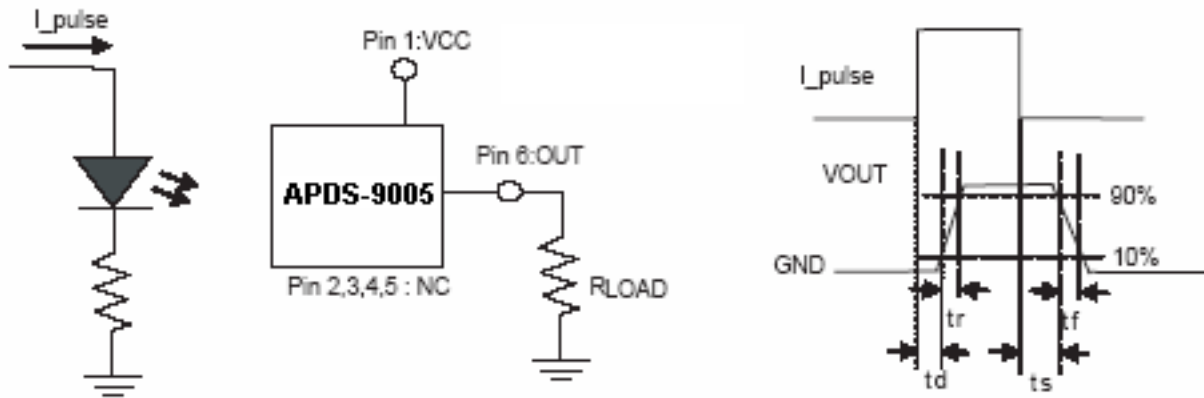 I_pulse
Pin 1:VCC
APDS-9005
Pin 6:OUT
Pin 2,3,4,5 : NC
RLOAD
I_pulse
VOUT
90%
GND
10%
tr
tf
td
ts